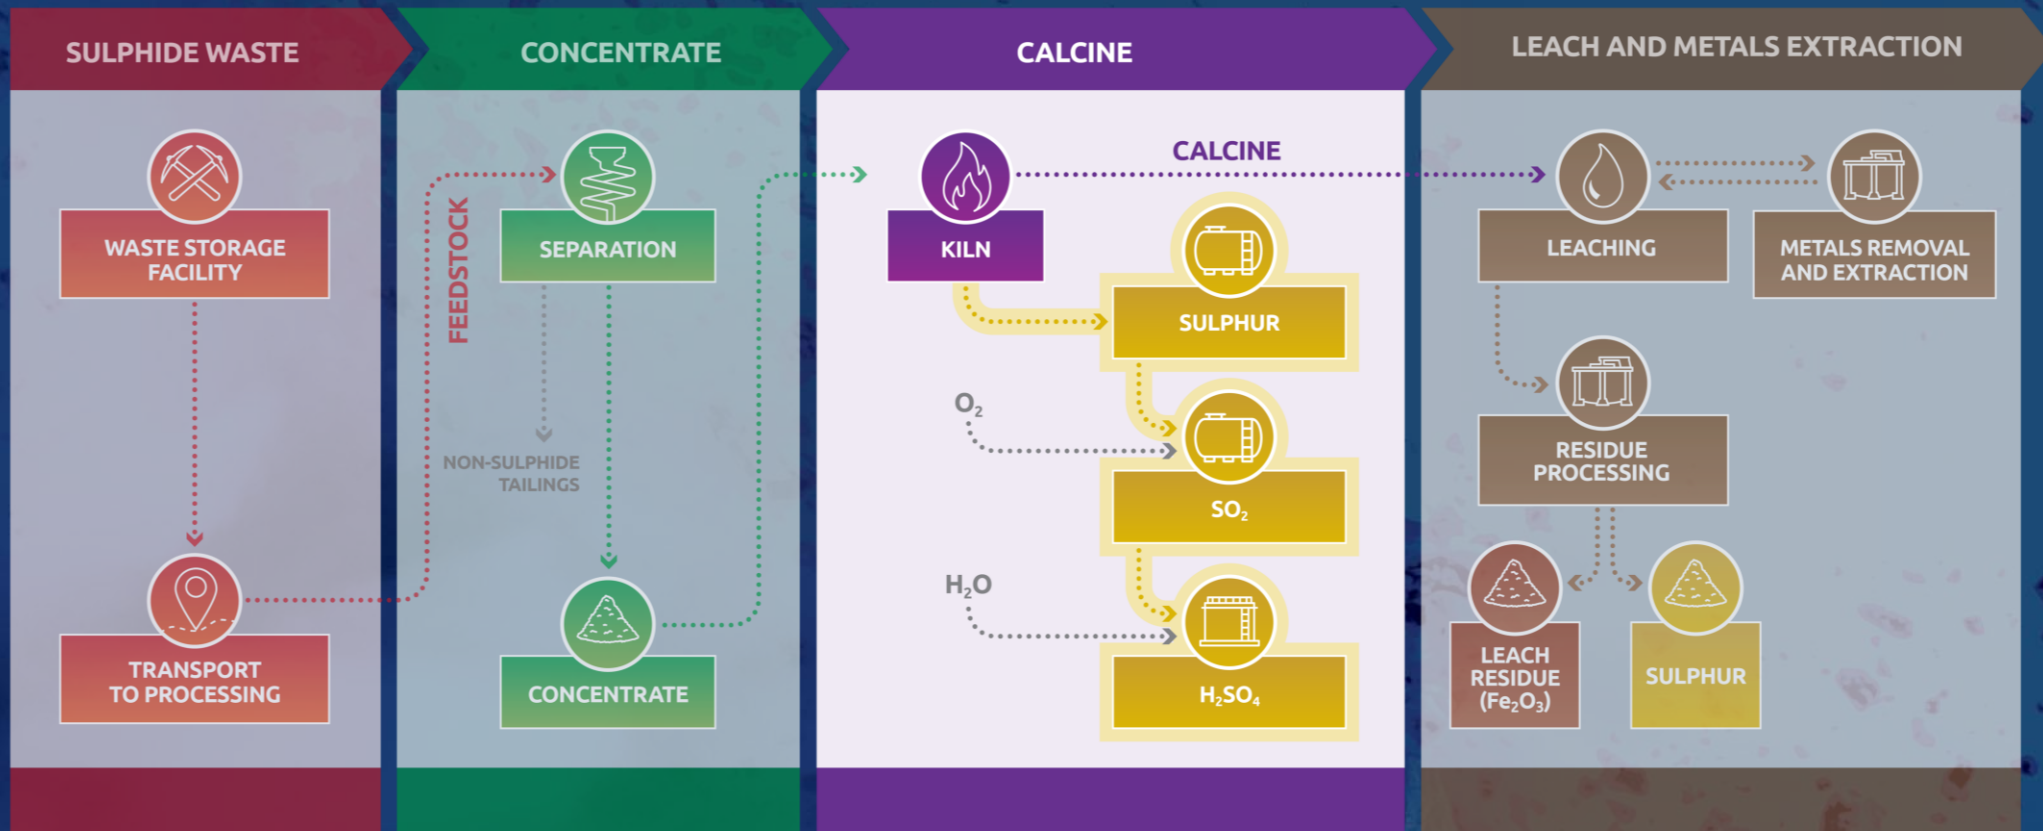 SULPHIDE WASTE
WASTE STORAGE
FACILITY
TRANSPORT
TO PROCESSING
FEEDSTOCK
CONCENTRATE
SEPARATION
NON-SULPHIDE
TAILINGS
CONCENTRATE
CALCINE
CALCINE
KILN
SULPHUR
O₂
SO₂
H₂O
H₂SO₄
LEACH AND METALS EXTRACTION
LEACHING
METALS REMOVAL
AND EXTRACTION
RESIDUE
PROCESSING
LEACH
RESIDUE
(Fe₂O₃)
SULPHUR